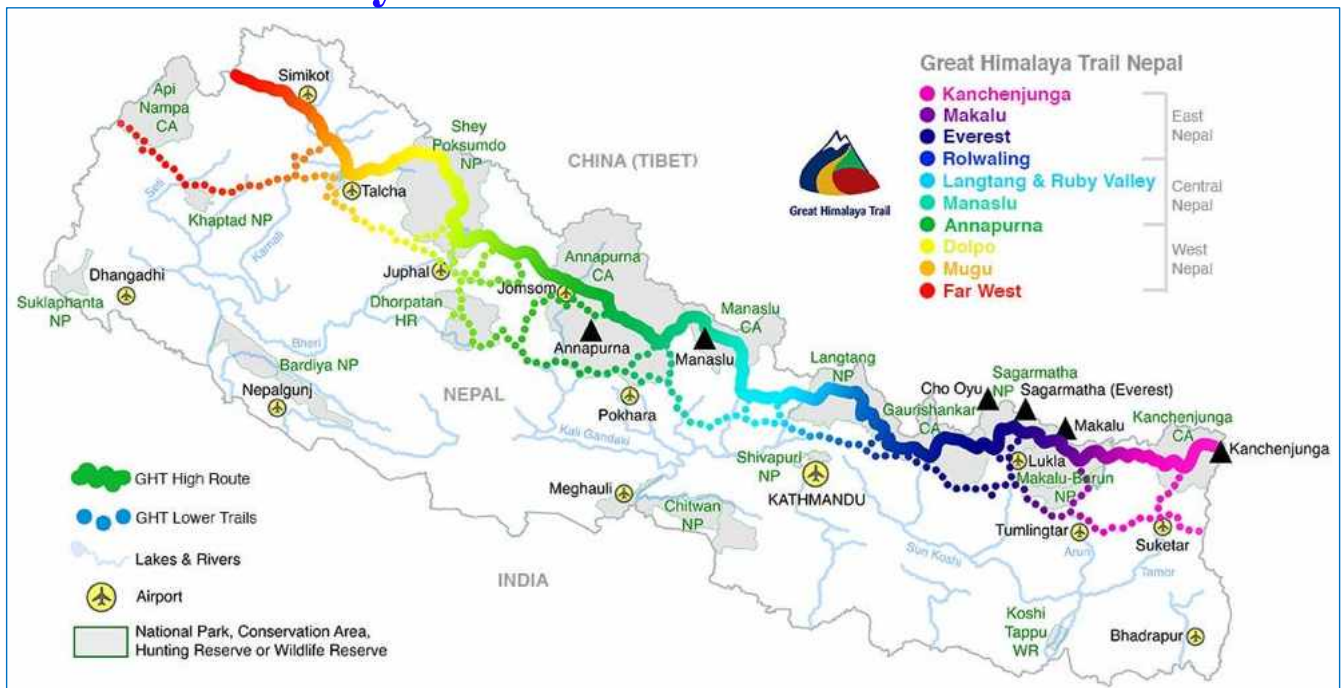 Great Himalaya Trail Nepal
Kanchenjunga
Makalu
Everest
Rolwaling
Langtang & Ruby Valley
Manaslu
Annapurna
Dolpo
Mugu
Far West
East
Nepal
Central
Nepal
West
Nepal
Great Himalaya Trail
CHINA (TIBET)
Simikot
Api
Nampa
CA
Shey
Poksumdo
NP
Talcha
Seti
Khaptad NP
Karnali
Dhangadhi
Suklaphanta
NP
Juphal
Jomsom
Annapurna
CA
Dhorpatan
HR
Annapurna
Manaslu
Manaslu
CA
Bheri
Bardiya NP
Nepalgunj
NEPAL
Pokhara
Kali Gandaki
Langtang
NP
Cho Oyu
Sagarmatha
NP
Sagarmatha (Everest)
Gaurishankar
CA
Makalu
Kanchenjunga
CA
Kanchenjunga
Lukla
Makalu-Barun
NP
Shivapuri
NP
KATHMANDU
Meghauli
Chitwan
NP
Tumlingtar
Suketar
Sun Koshi
Arun
Tamor
Koshi
Tappu
WR
Bhadrapur
INDIA
GHT High Route
GHT Lower Trails
Lakes & Rivers
Airport
National Park, Conservation Area,
Hunting Reserve or Wildlife Reserve